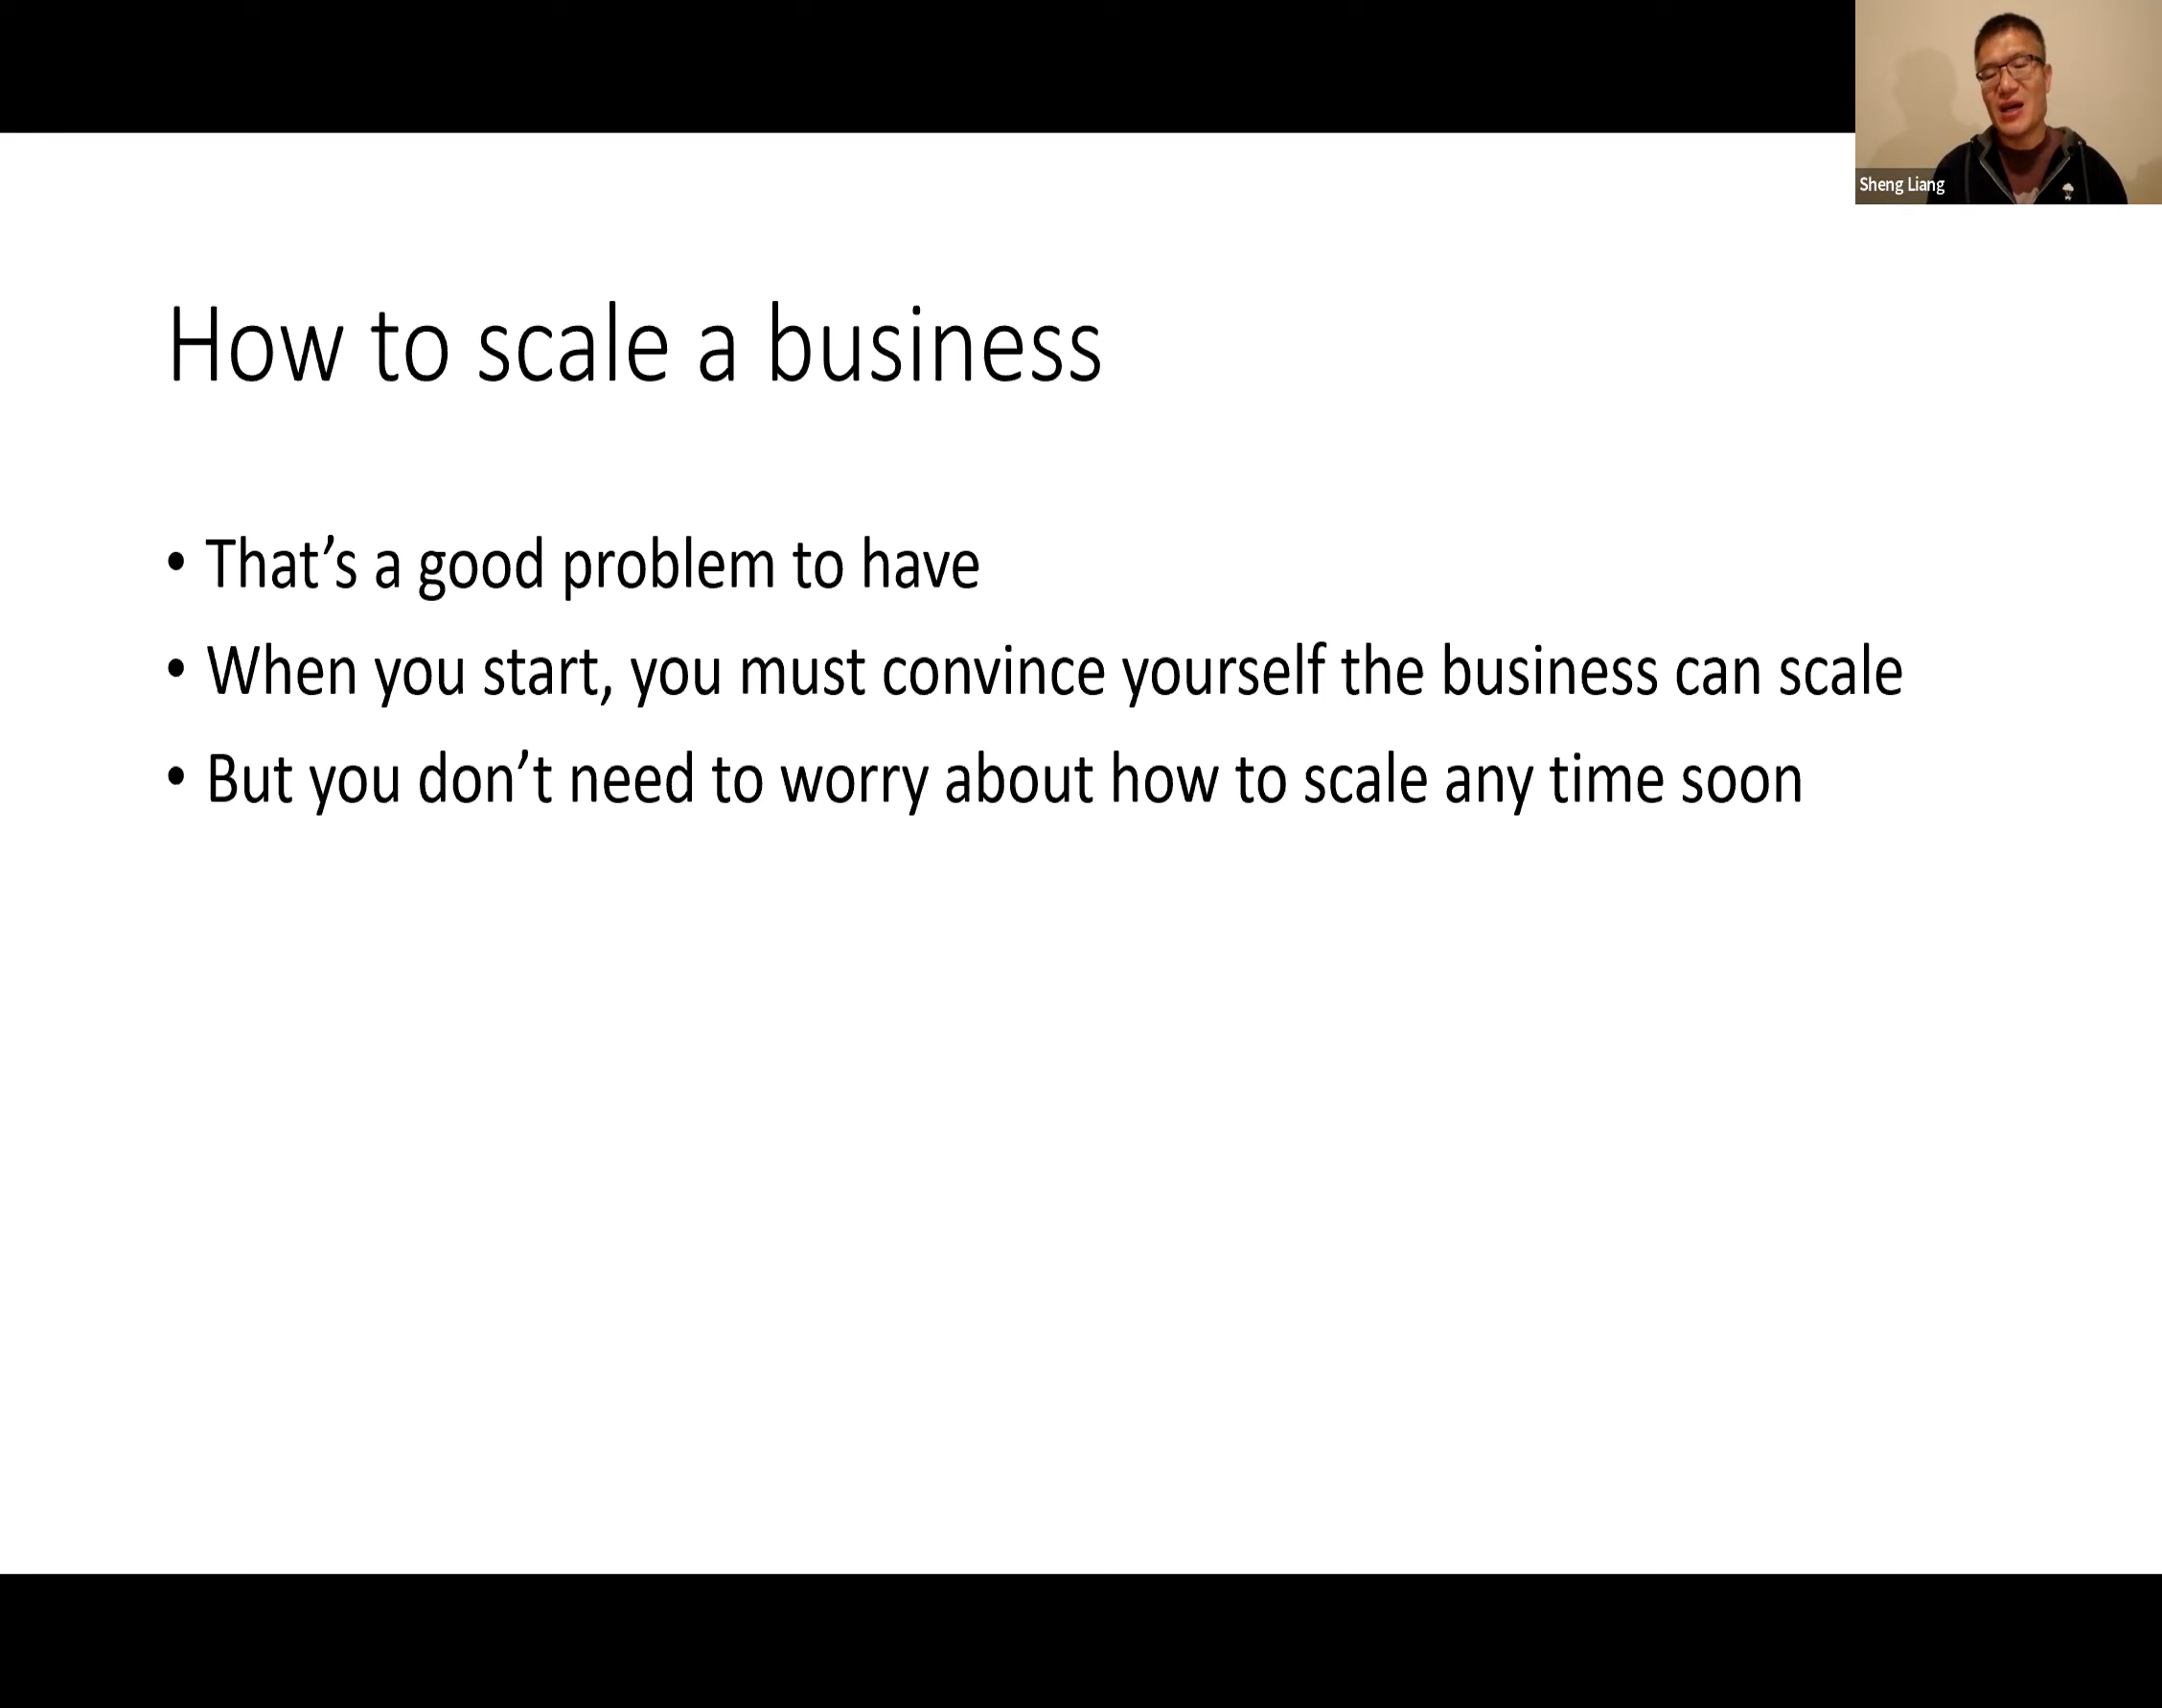 Sheng Liang
How to scale a business
• That’s a good problem to have
• When you start, you must convince yourself the business can scale
• But you don’t need to worry about how to scale any time soon